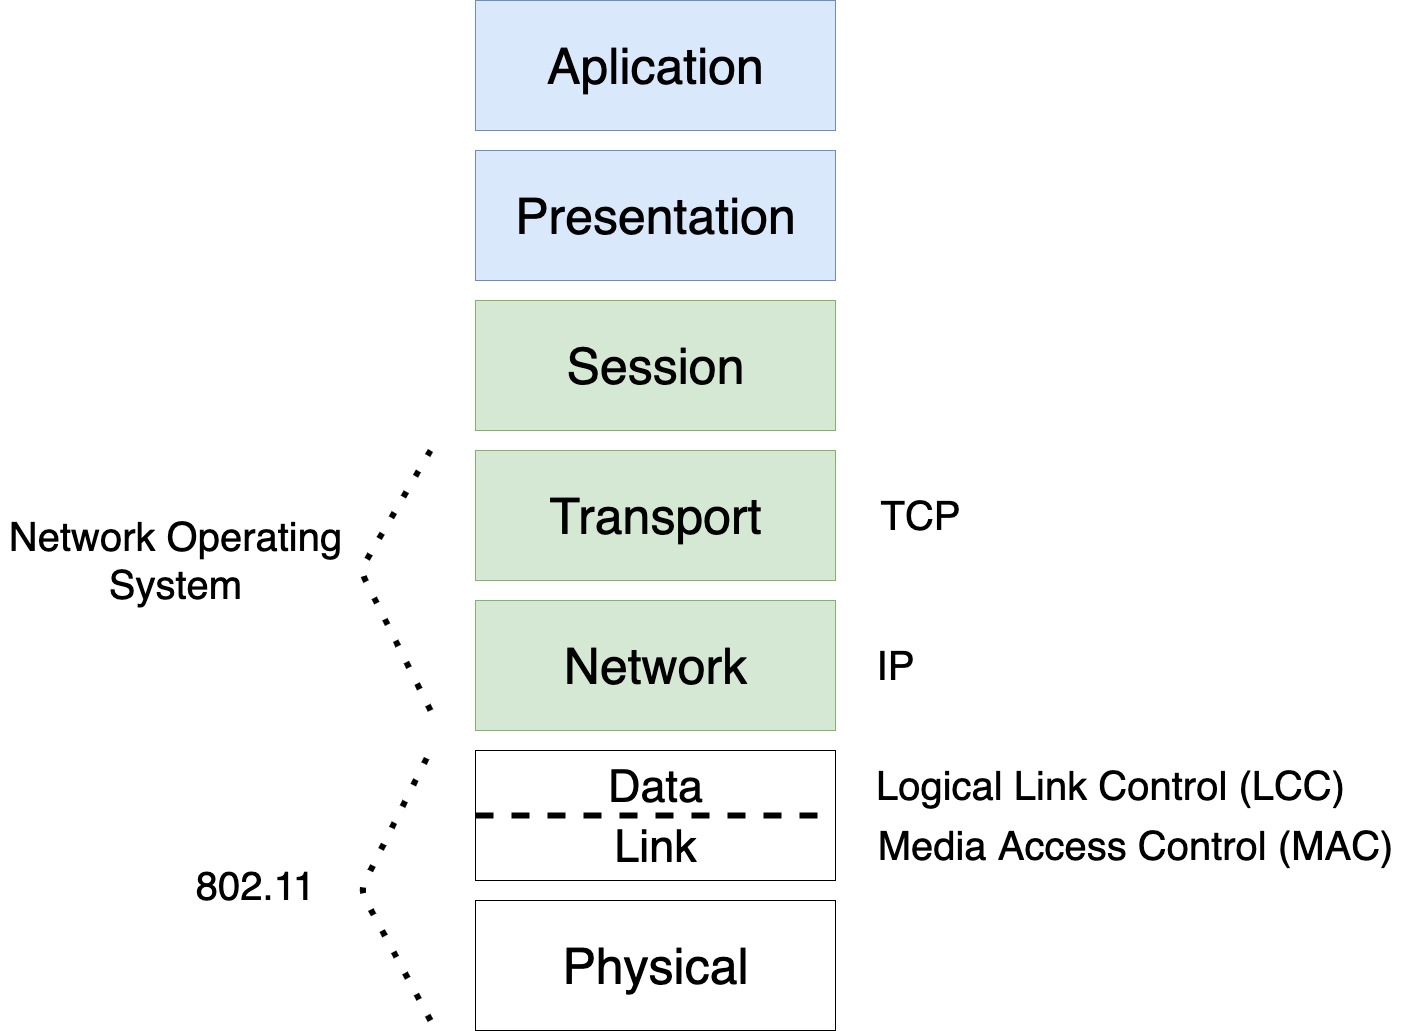 Aplication
Presentation
Session
Transport
TCP
Network Operating
System
Network
IP
Data
Logical Link Control (LCC)
Link
Media Access Control (MAC)
802.11
Physical